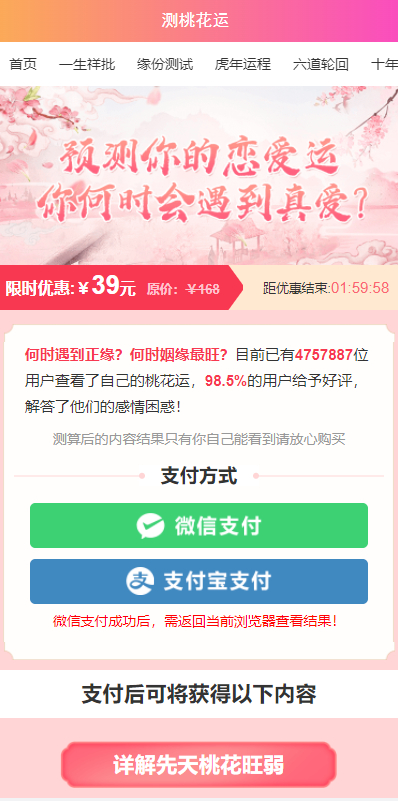 测桃花运
首页 一生祥批 缘份测试 虎年运程 六道轮回 十年
预测你的恋爱运
你何时会遇到真爱?
限时优惠:￥39元 原价：￥168 距优惠结束:01:59:58
何时遇到正缘？何时姻缘最旺？目前已有4757887位
用户查看了自己的桃花运，98.5%的用户给予好评，
解答了他们的感情困惑！
测算后的内容结果只有你自己能看到请放心购买
支付方式
微信支付
支 支付宝支付
微信支付成功后，需返回当前浏览器查看结果！
支付后可将获得以下内容
详解先天桃花旺弱